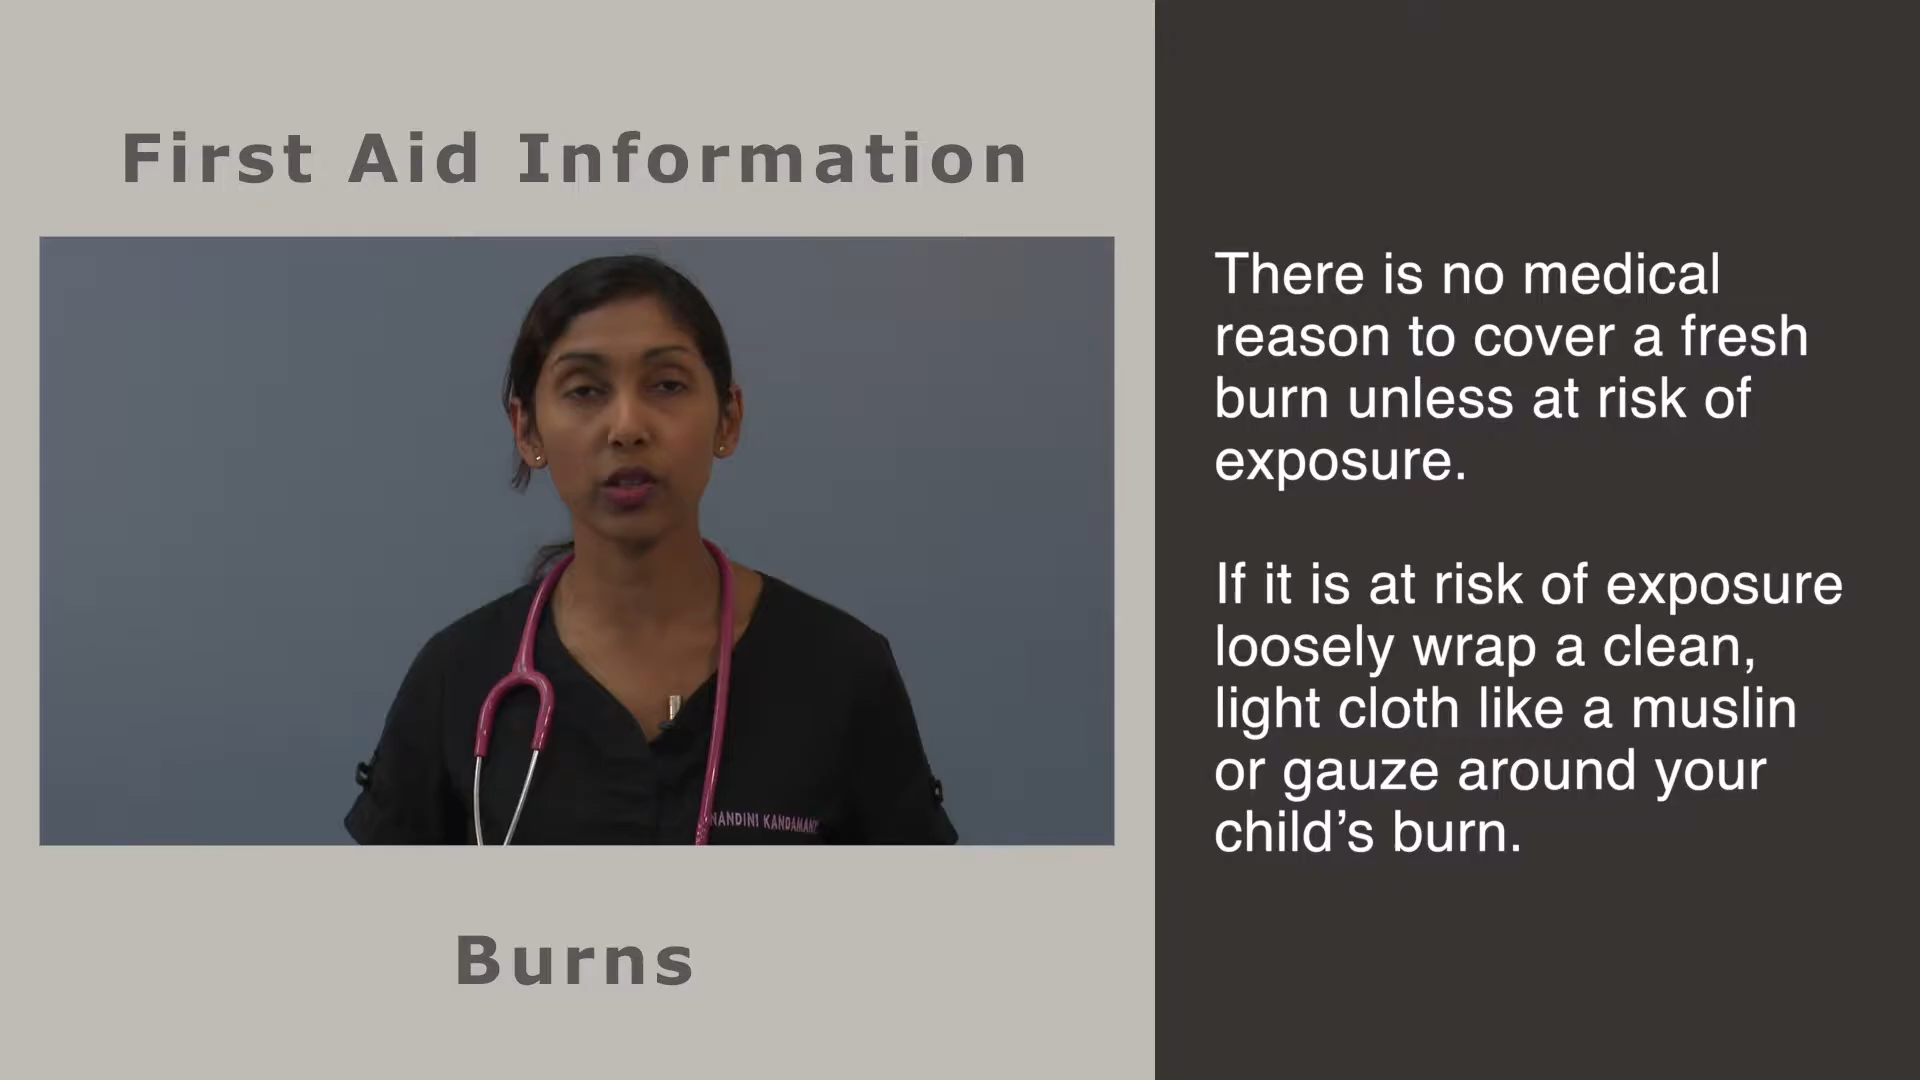 First Aid Information
NANDINI
Burns
There is no medical
reason to cover a fresh
burn unless at risk of
exposure.
If it is at risk of exposure
loosely wrap a clean,
light cloth like a muslin
or gauze around your
child’s burn.